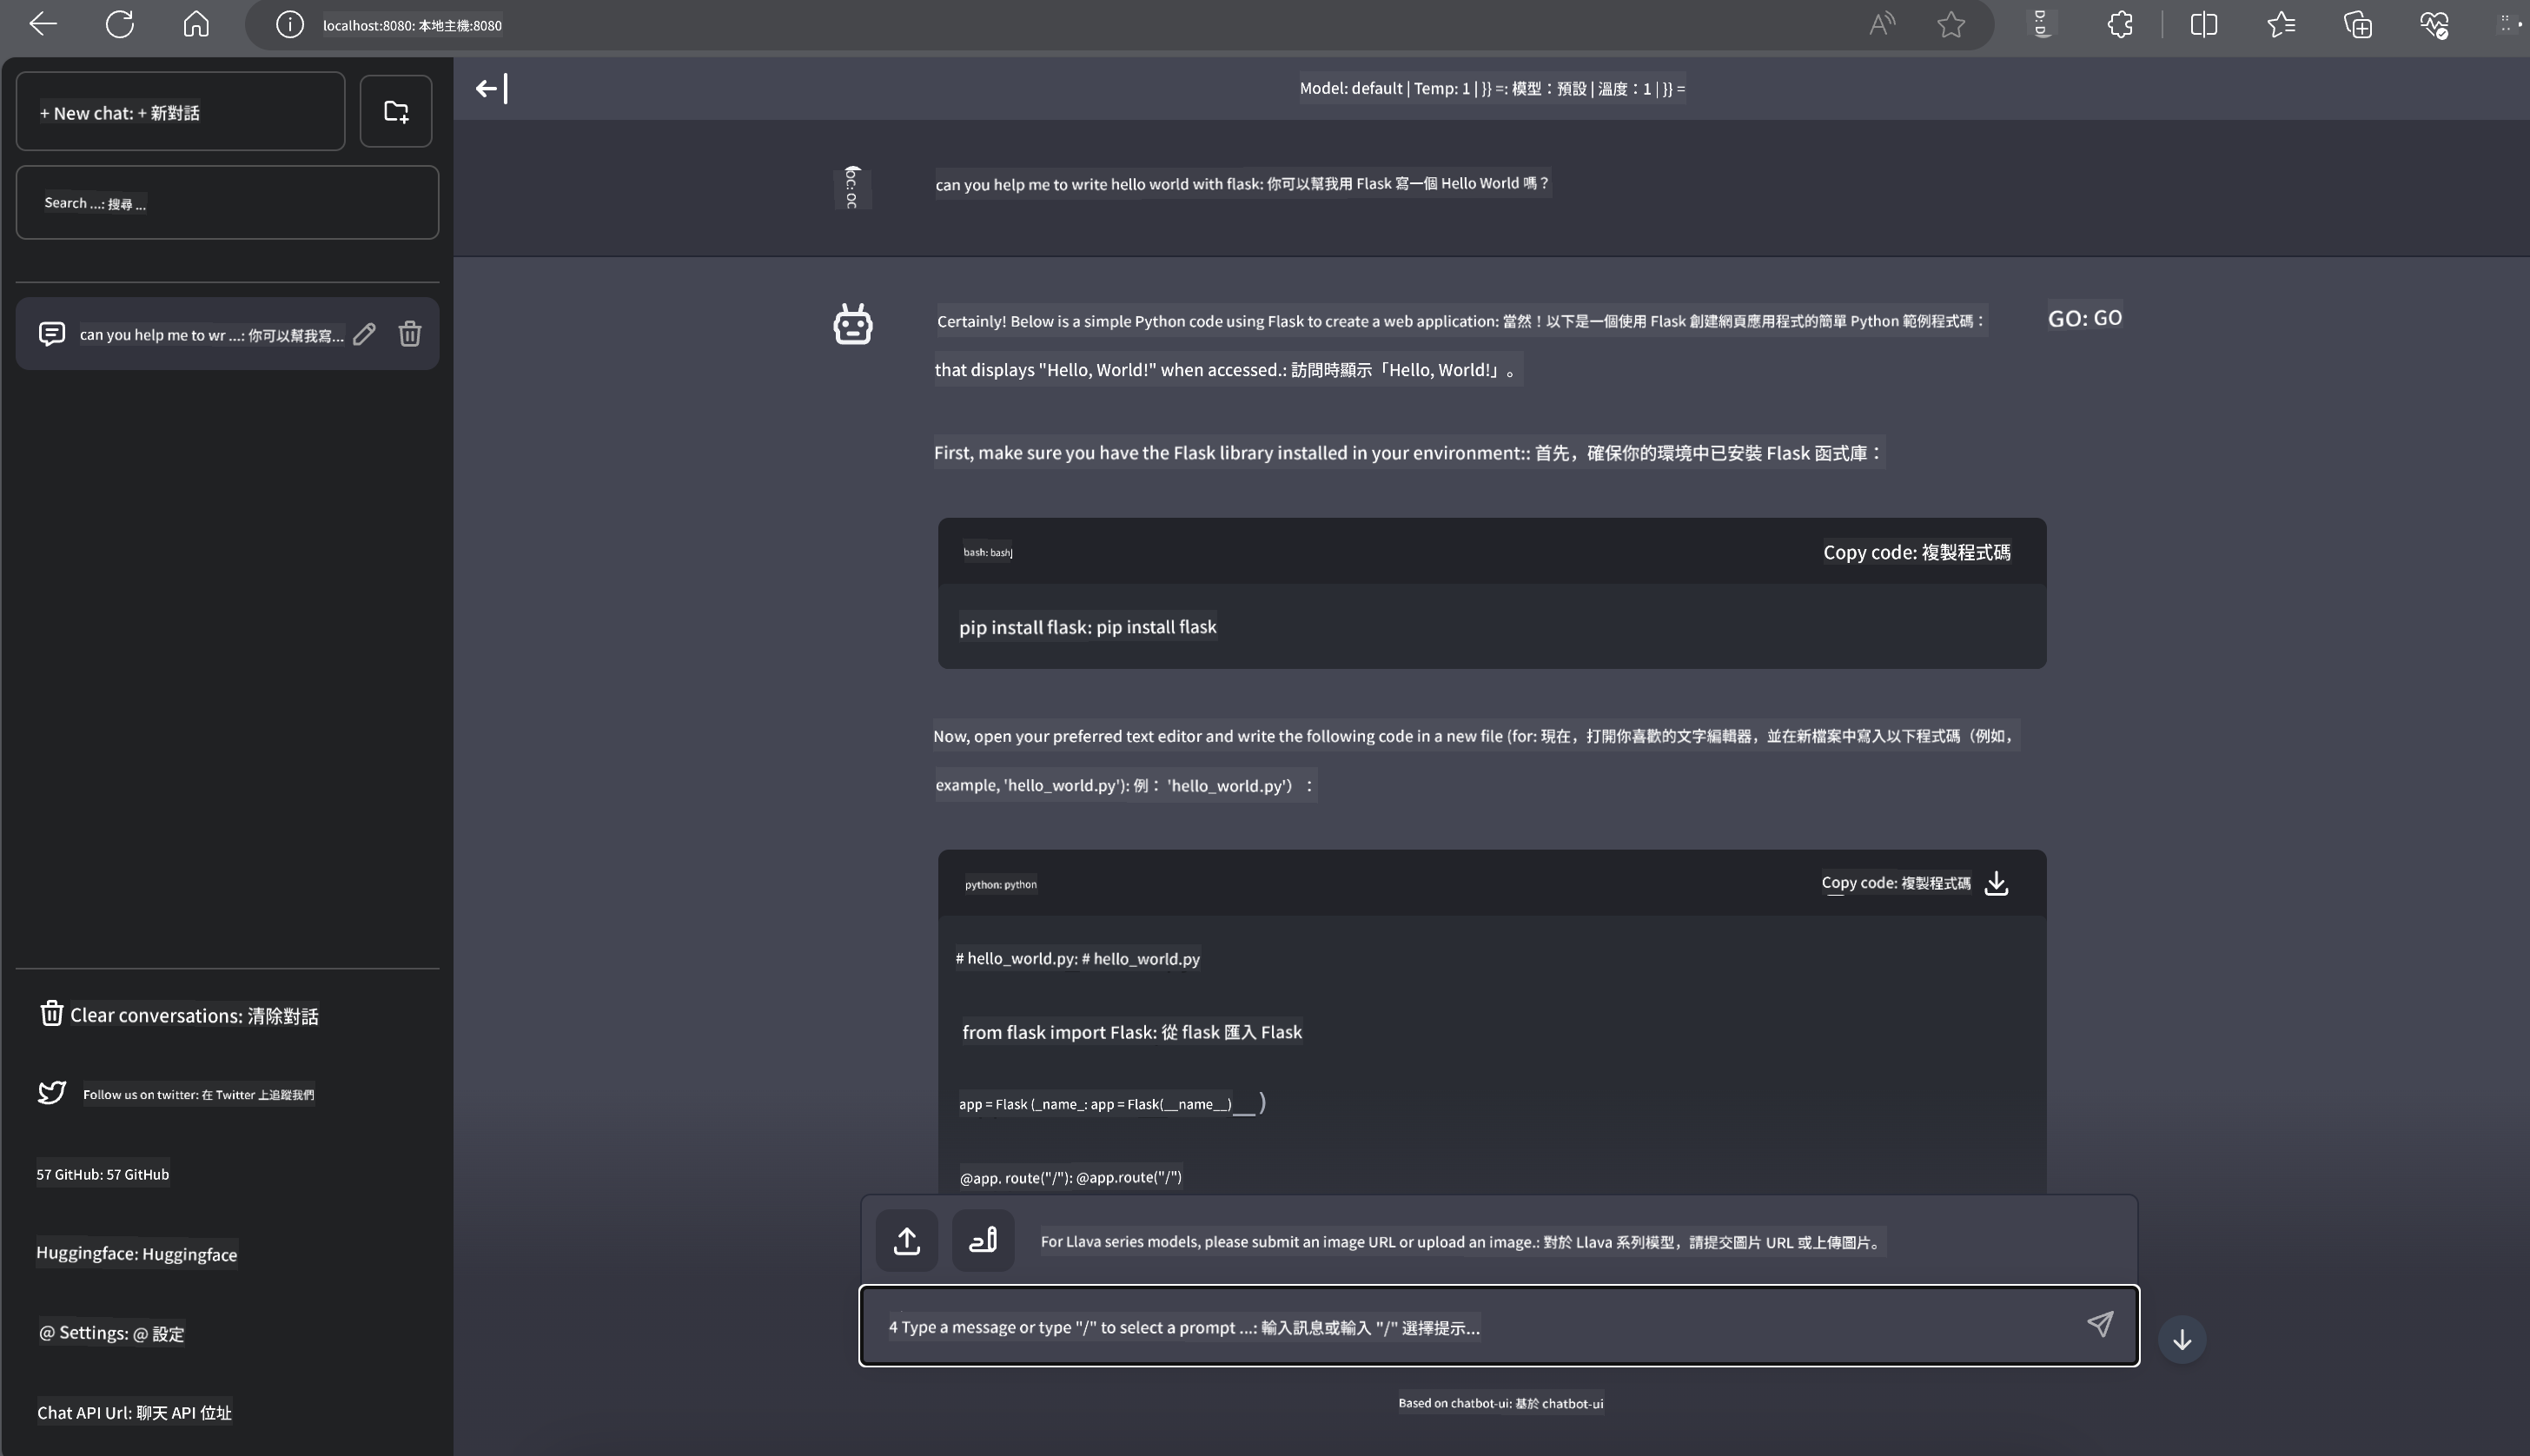 localhost:8080: 本地主機:8080
+ New chat: + 新對話
Search ...: 搜尋 ...
can you help me to wr ...: 你可以幫我寫...
Clear conversations: 清除對話
Follow us on twitter: 在 Twitter 上追蹤我們
57 GitHub: 57 GitHub
Huggingface: Huggingface
@ Settings: @ 設定
Chat API Url: 聊天 API 位址
Model: default | Temp: 1 | }} =: 模型：預設 | 溫度：1 | }} =
can you help me to write hello world with flask: 你可以幫我用 Flask 寫一個 Hello World 嗎？
Certainly! Below is a simple Python code using Flask to create a web application: 當然！以下是一個使用 Flask 創建網頁應用程式的簡單 Python 範例程式碼：
GO: GO
that displays "Hello, World!" when accessed.: 訪問時顯示「Hello, World!」。
First, make sure you have the Flask library installed in your environment:: 首先，確保你的環境中已安裝 Flask 函式庫：
bash: bash
Copy code: 複製程式碼
pip install flask: pip install flask
Now, open your preferred text editor and write the following code in a new file (for: 現在，打開你喜歡的文字編輯器，並在新檔案中寫入以下程式碼（例如，
example, 'hello_world.py'): 例： 'hello_world.py'）：
python: python
Copy code: 複製程式碼
# hello_world.py: # hello_world.py
from flask import Flask: 從 flask 匯入 Flask
app = Flask (_name_: app = Flask(__name__)__ )
@app. route("/"): @app.route("/")
For Llava series models, please submit an image URL or upload an image.: 對於 Llava 系列模型，請提交圖片 URL 或上傳圖片。
4 Type a message or type "/" to select a prompt ...: 輸入訊息或輸入 "/" 選擇提示...
Based on chatbot-ui: 基於 chatbot-ui